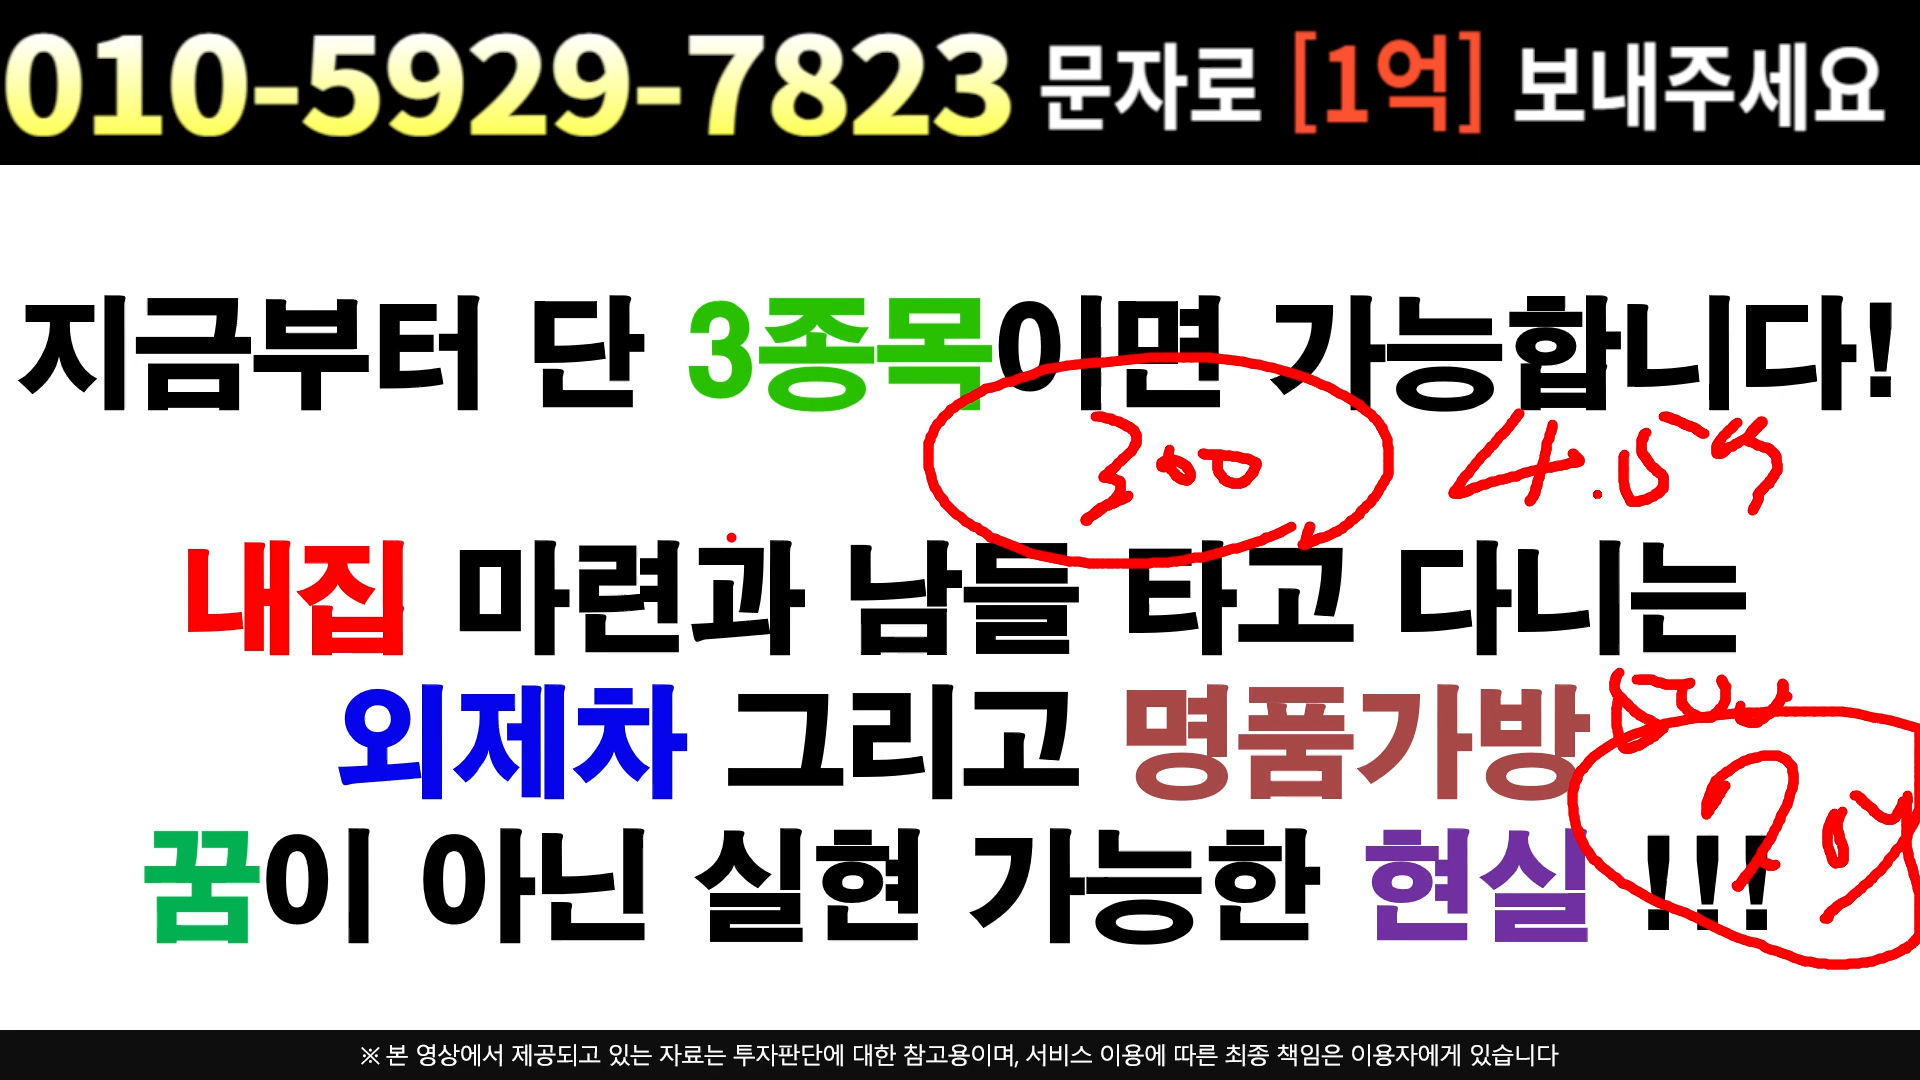 010-5929-7823 문자로 [1억] 보내주세요
지금부터 단 3종목이면 가능합니다!
300
4.5억
내집 마련과 남들 타고 다니는
외제차 그리고 명품가방
500
꿈이 아닌 실현 가능한 현실 !!!
※ 본 영상에서 제공되고 있는 자료는 투자판단에 대한 참고용이며, 서비스 이용에 따른 최종 책임은 이용자에게 있습니다